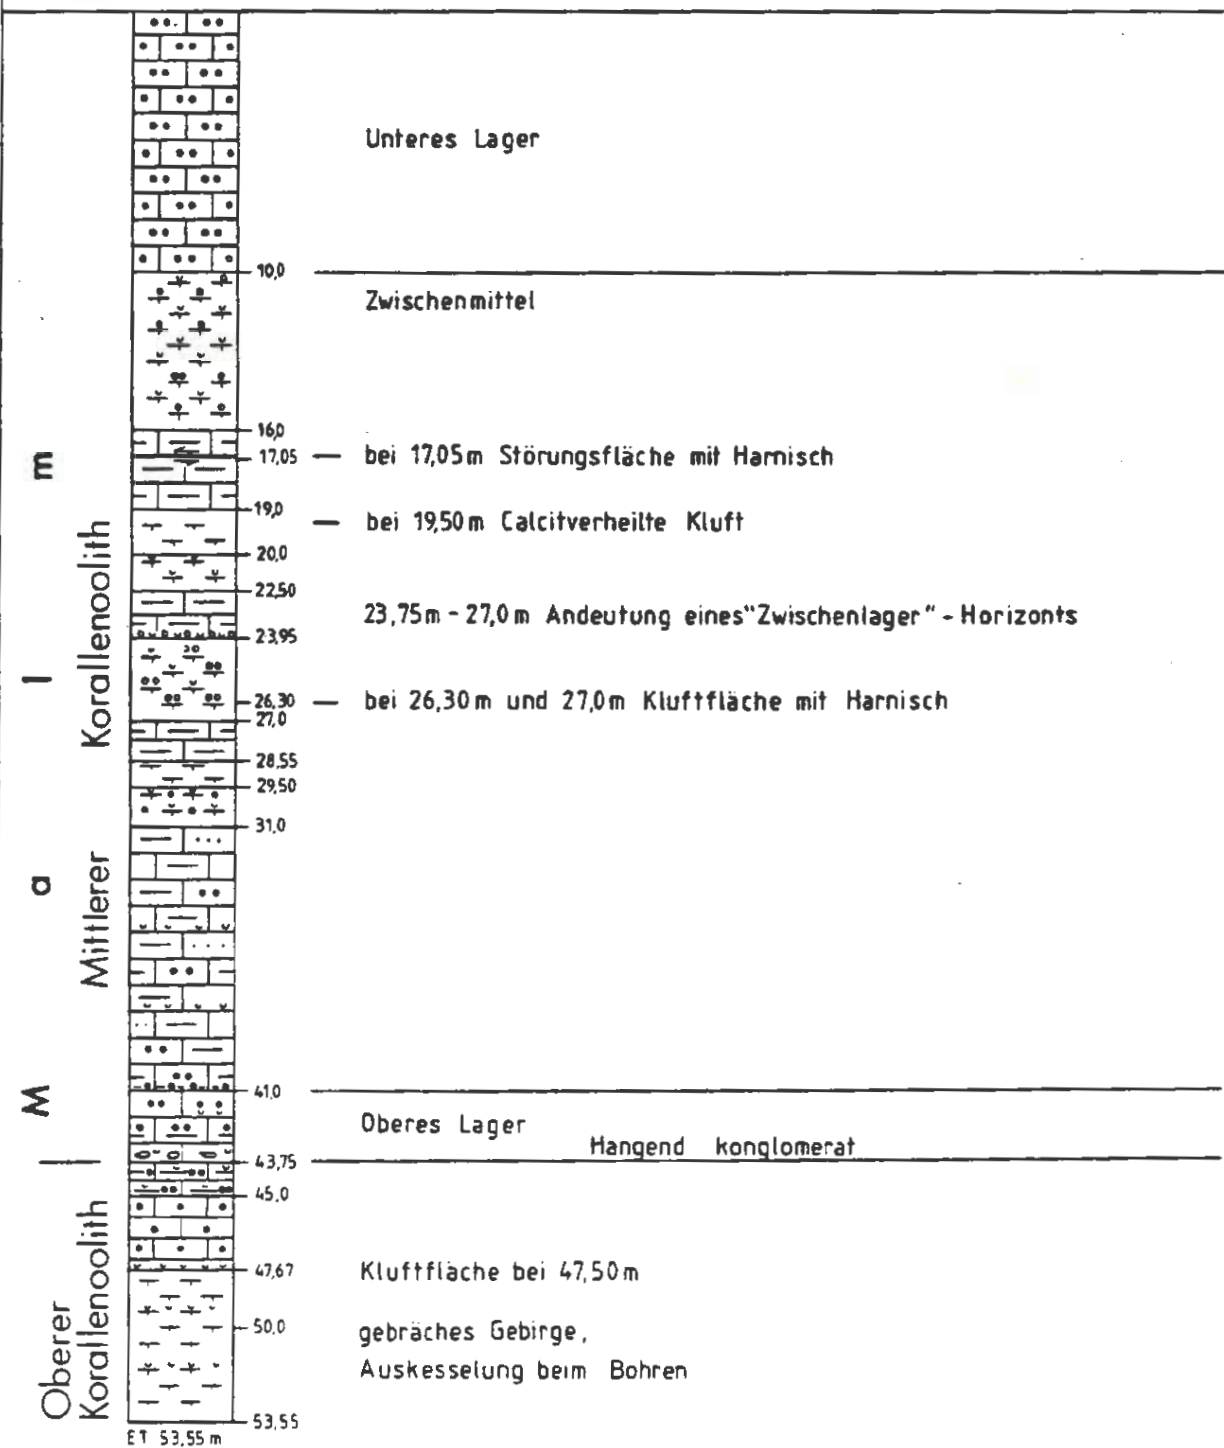 Unteres Lager
10,0
Zwischenmittel
16,0
17,05 — bei 17,05m Störungsfläche mit Harnisch
19,0
— bei 19,50m Calcitverheilte Kluft
20,0
22,50
23,75m - 27,0m Andeutung eines "Zwischenlager" - Horizonts
23,95
26,30 — bei 26,30m und 27,0m Kluftfläche mit Harnisch
27,0
28,55
29,50
31,0
41,0
Oberes Lager
Hangend konglomerat
43,75
45,0
47,67
Kluftfläche bei 47,50m
50,0
gebräches Gebirge,
Auskesselung beim Bohren
53,55
ET 53,55m
Malm
Mittlerer Korallenoolith
Oberer
Korallenoolith